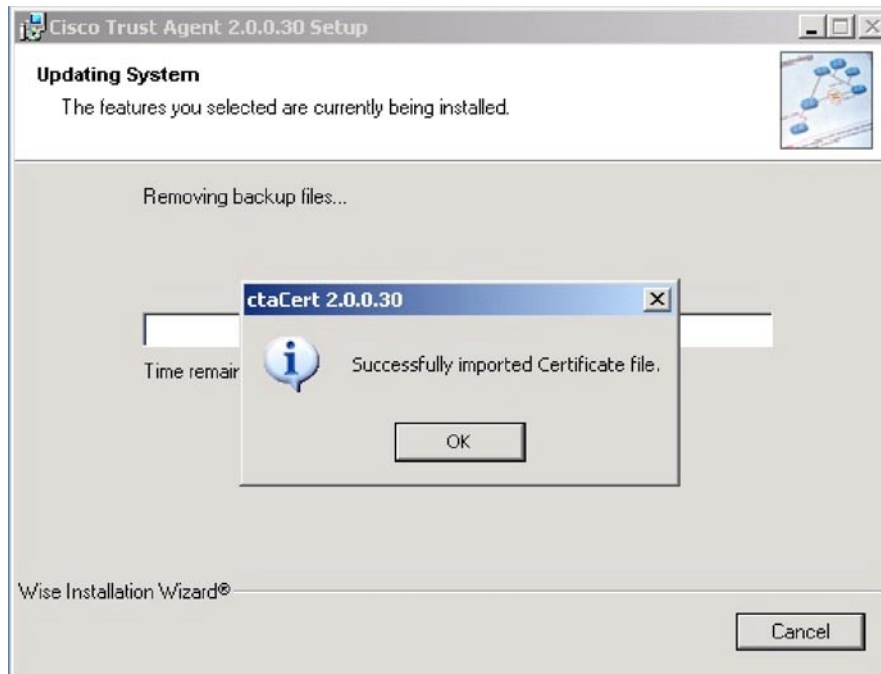 Cisco Trust Agent 2.0.0.30 Setup
Updating System
The features you selected are currently being installed.
Removing backup files...
ctaCert 2.0.0.30
Successfully imported Certificate file.
OK
Time remain
Wise Installation Wizard®
Cancel